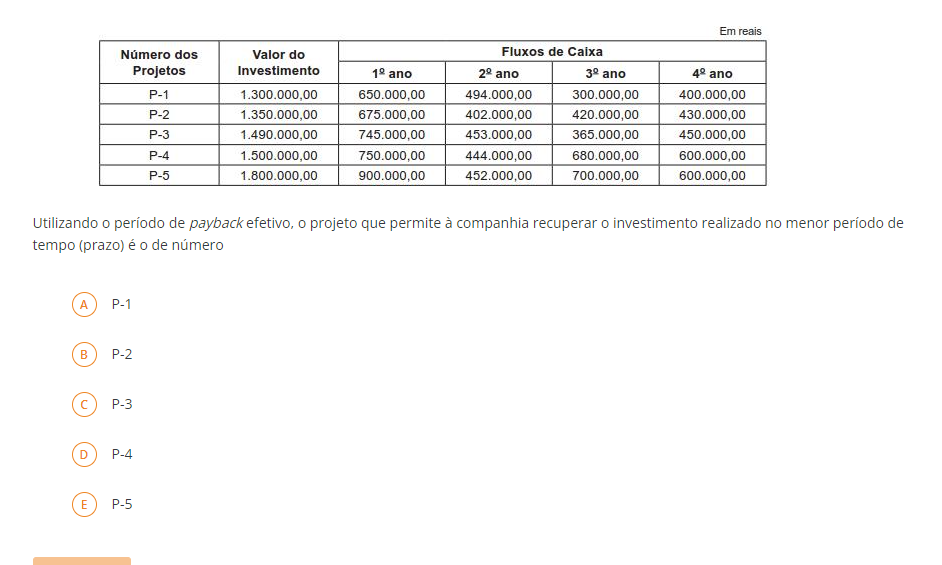 Em reais
Número dos Projetos Valor do Investimento Fluxos de Caixa
1º ano 2º ano 3º ano 4º ano
P-1 1.300.000,00 650.000,00 494.000,00 300.000,00 400.000,00
P-2 1.350.000,00 675.000,00 402.000,00 420.000,00 430.000,00
P-3 1.490.000,00 745.000,00 453.000,00 365.000,00 450.000,00
P-4 1.500.000,00 750.000,00 444.000,00 680.000,00 600.000,00
P-5 1.800.000,00 900.000,00 452.000,00 700.000,00 600.000,00
Utilizando o período de payback efetivo, o projeto que permite à companhia recuperar o investimento realizado no menor período de
tempo (prazo) é o de número
A P-1
B P-2
C P-3
D P-4
E P-5